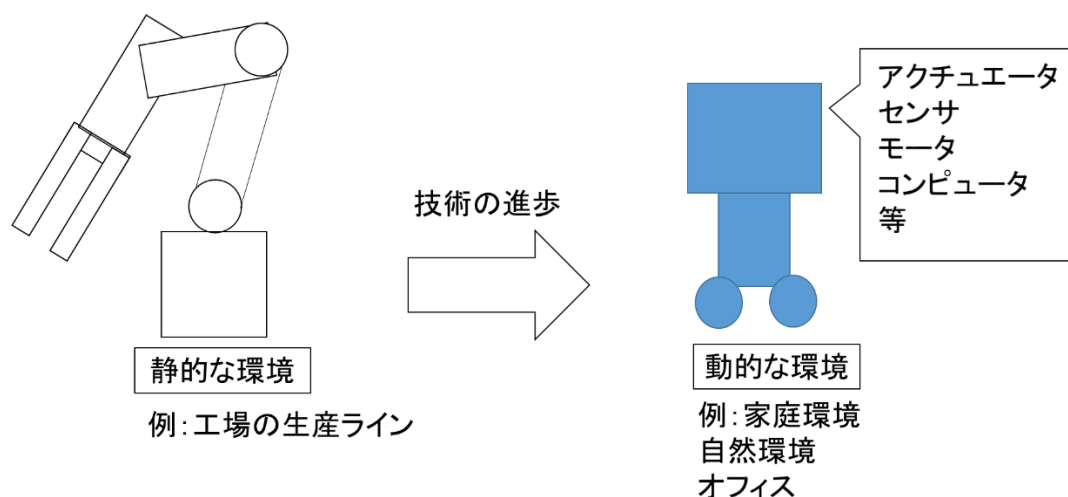 アクチュエータ
センサ
モータ
コンピュータ
等
技術の進歩
静的な環境
例：工場の生産ライン
動的な環境
例：家庭環境
自然環境
オフィス